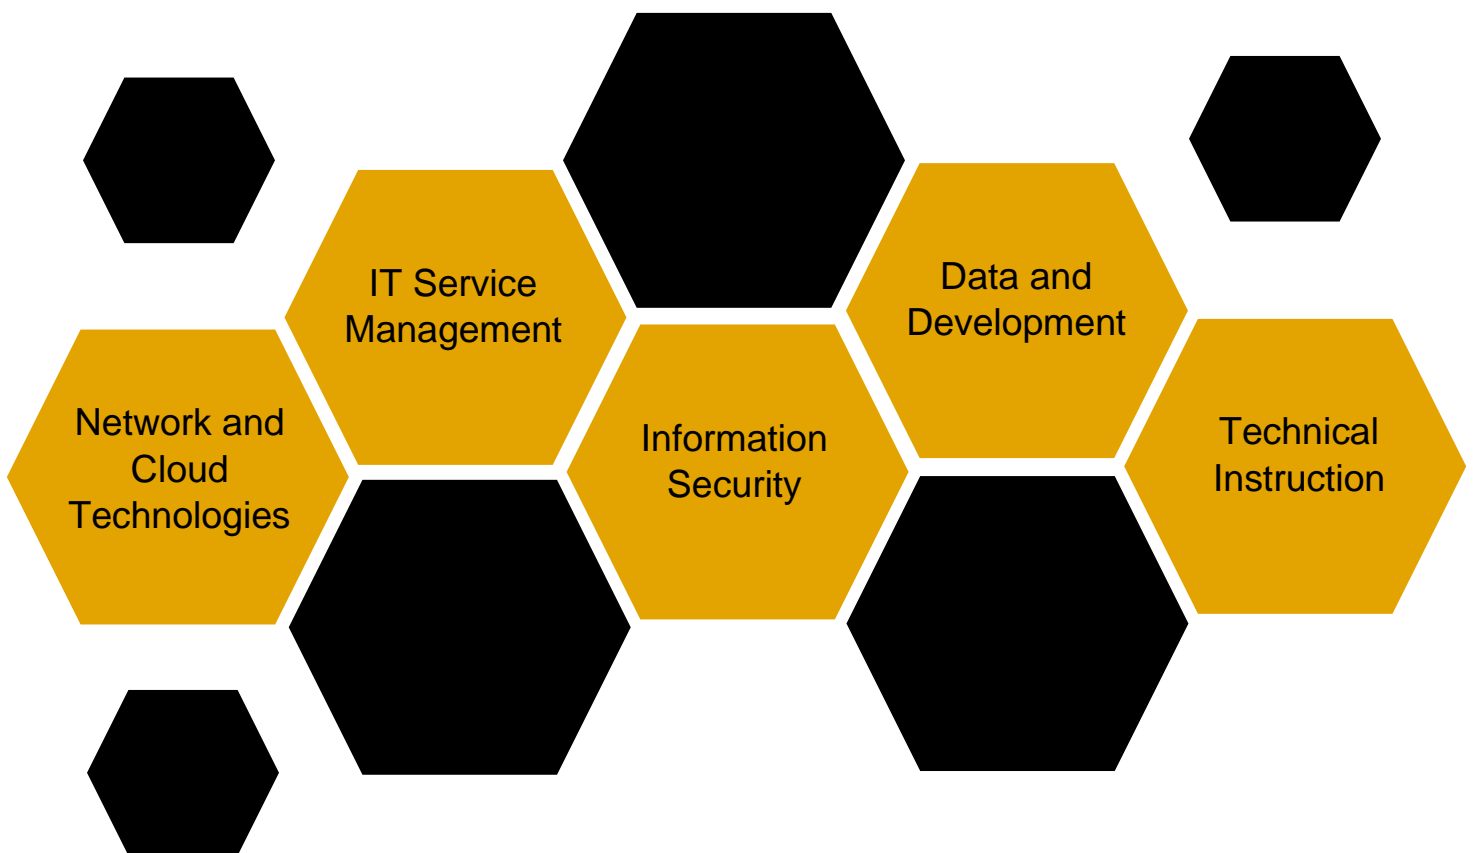 Network and
Cloud
Technologies
IT Service
Management
Information
Security
Data and
Development
Technical
Instruction